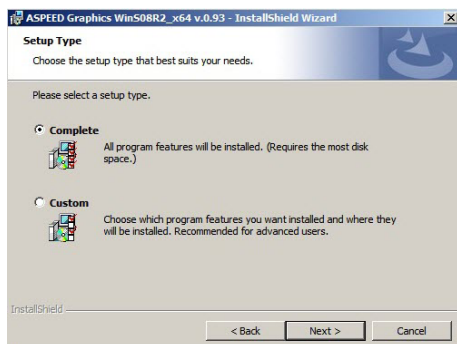 ASPEED Graphics WinS08R2_x64 v.0.93 - InstallShield Wizard
Setup Type
Choose the setup type that best suits your needs.
Please select a setup type.
Complete
All program features will be installed. (Requires the most disk
space.)
Custom
Choose which program features you want installed and where they
will be installed. Recommended for advanced users.
InstallShield
< Back Next > Cancel